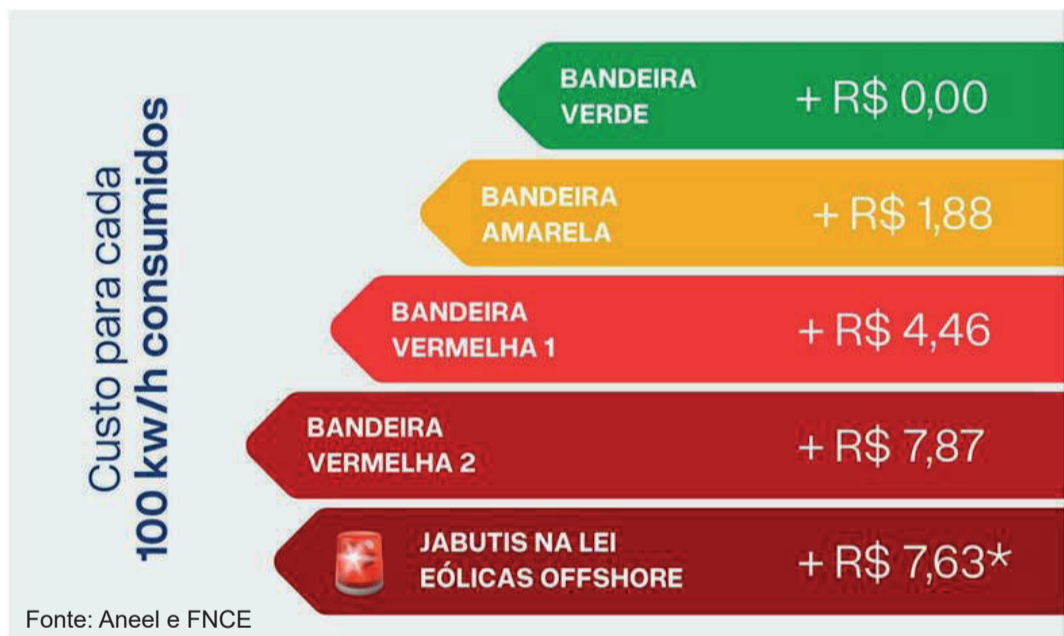 Custo para cada
100 kw/h consumidos
BANDEIRA
VERDE
+ R$ 0,00
BANDEIRA
AMARELA
+ R$ 1,88
BANDEIRA
VERMELHA 1
+ R$ 4,46
BANDEIRA
VERMELHA 2
+ R$ 7,87
JABUTIS NA LEI
EÓLICAS OFFSHORE
+ R$ 7,63*
Fonte: Aneel e FNCE